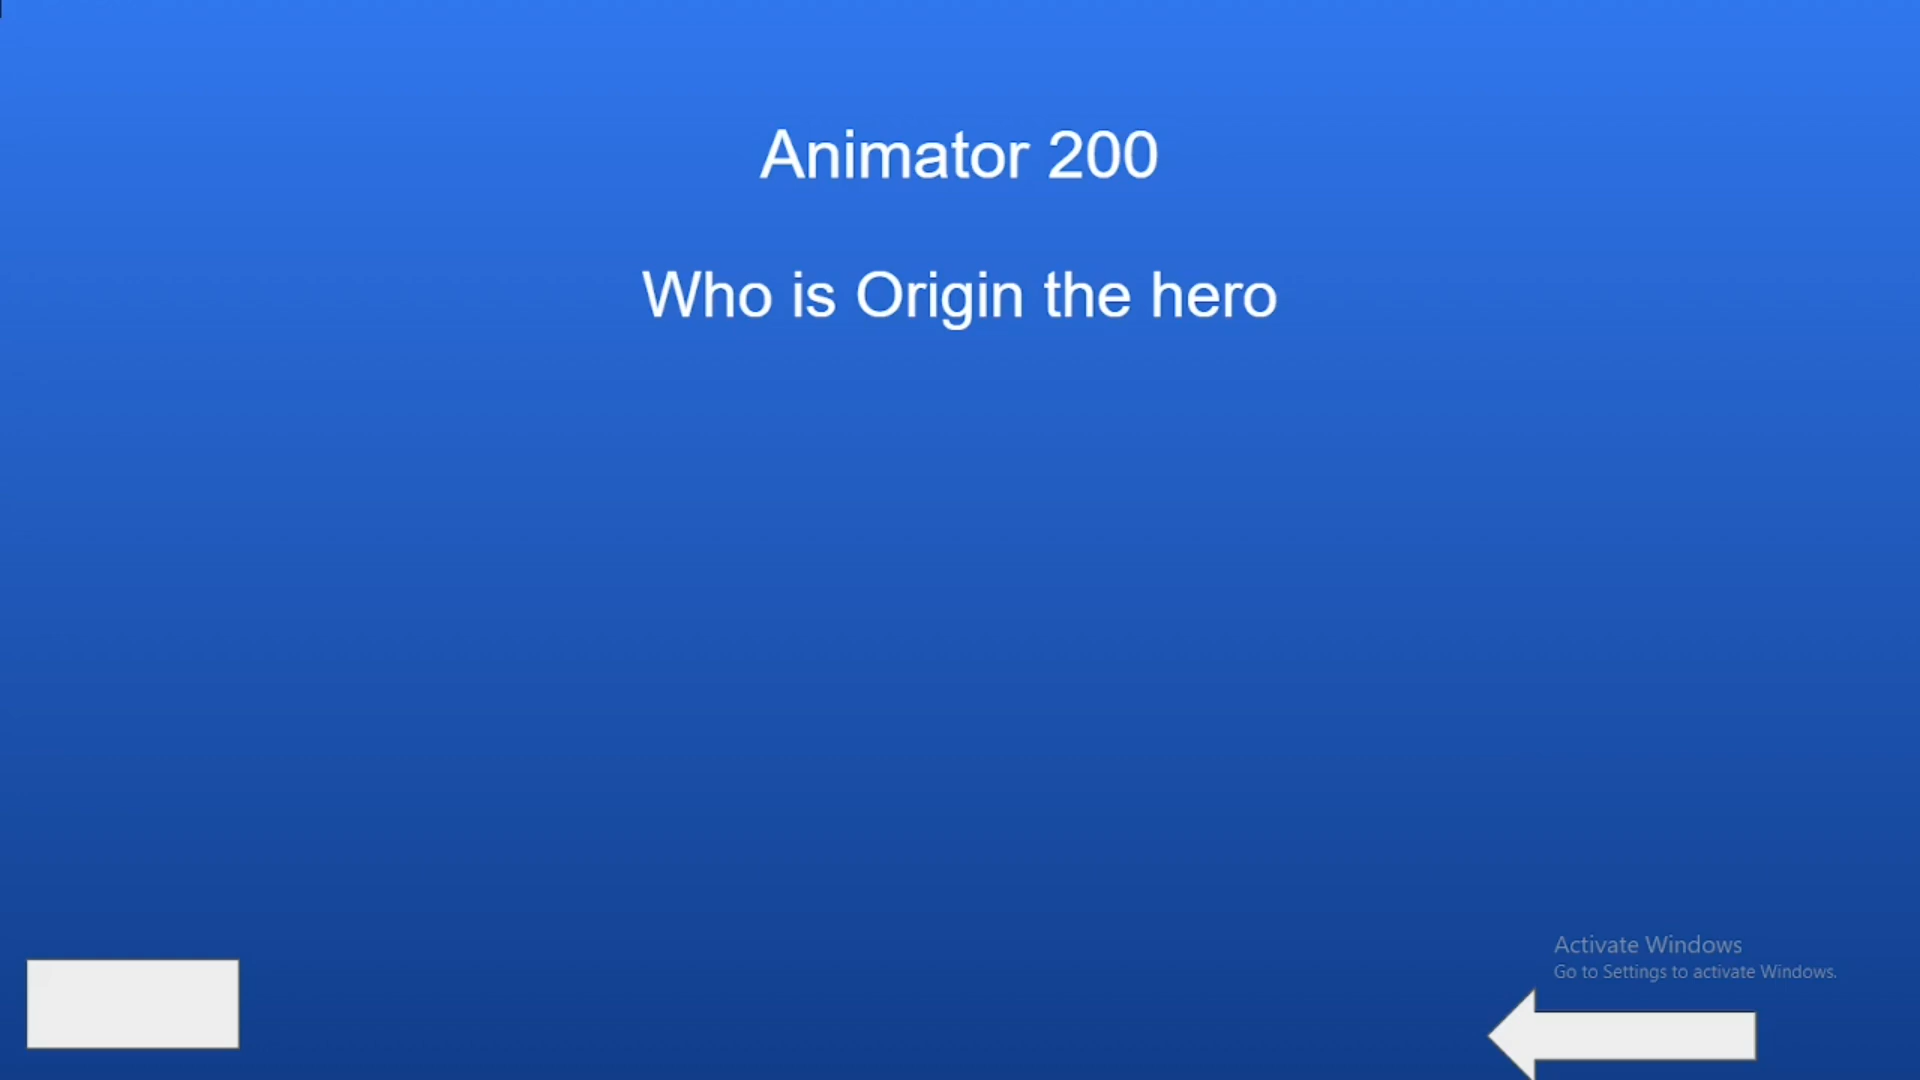 Animator 200
Who is Origin the hero
Activate Windows
Go to Settings to activate Windows.